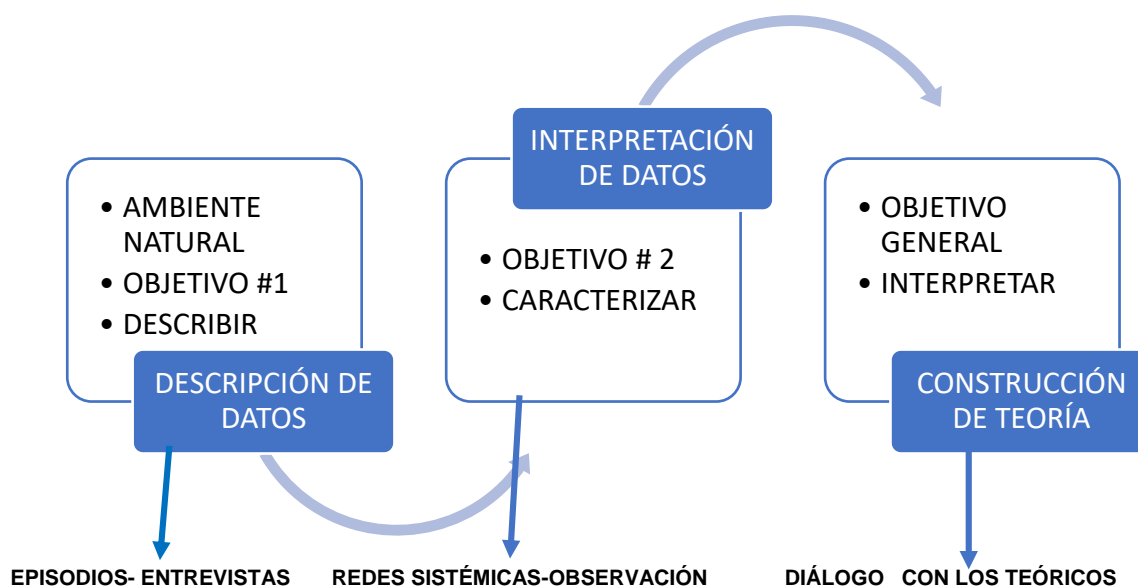 • AMBIENTE
NATURAL
• OBJETIVO #1
• DESCRIBIR
DESCRIPCIÓN DE
DATOS
INTERPRETACIÓN
DE DATOS
• OBJETIVO # 2
• CARACTERIZAR
• OBJETIVO
GENERAL
• INTERPRETAR
CONSTRUCCIÓN
DE TEORÍA
EPISODIOS- ENTREVISTAS
REDES SISTÉMICAS-OBSERVACIÓN
DIÁLOGO CON LOS TEÓRICOS